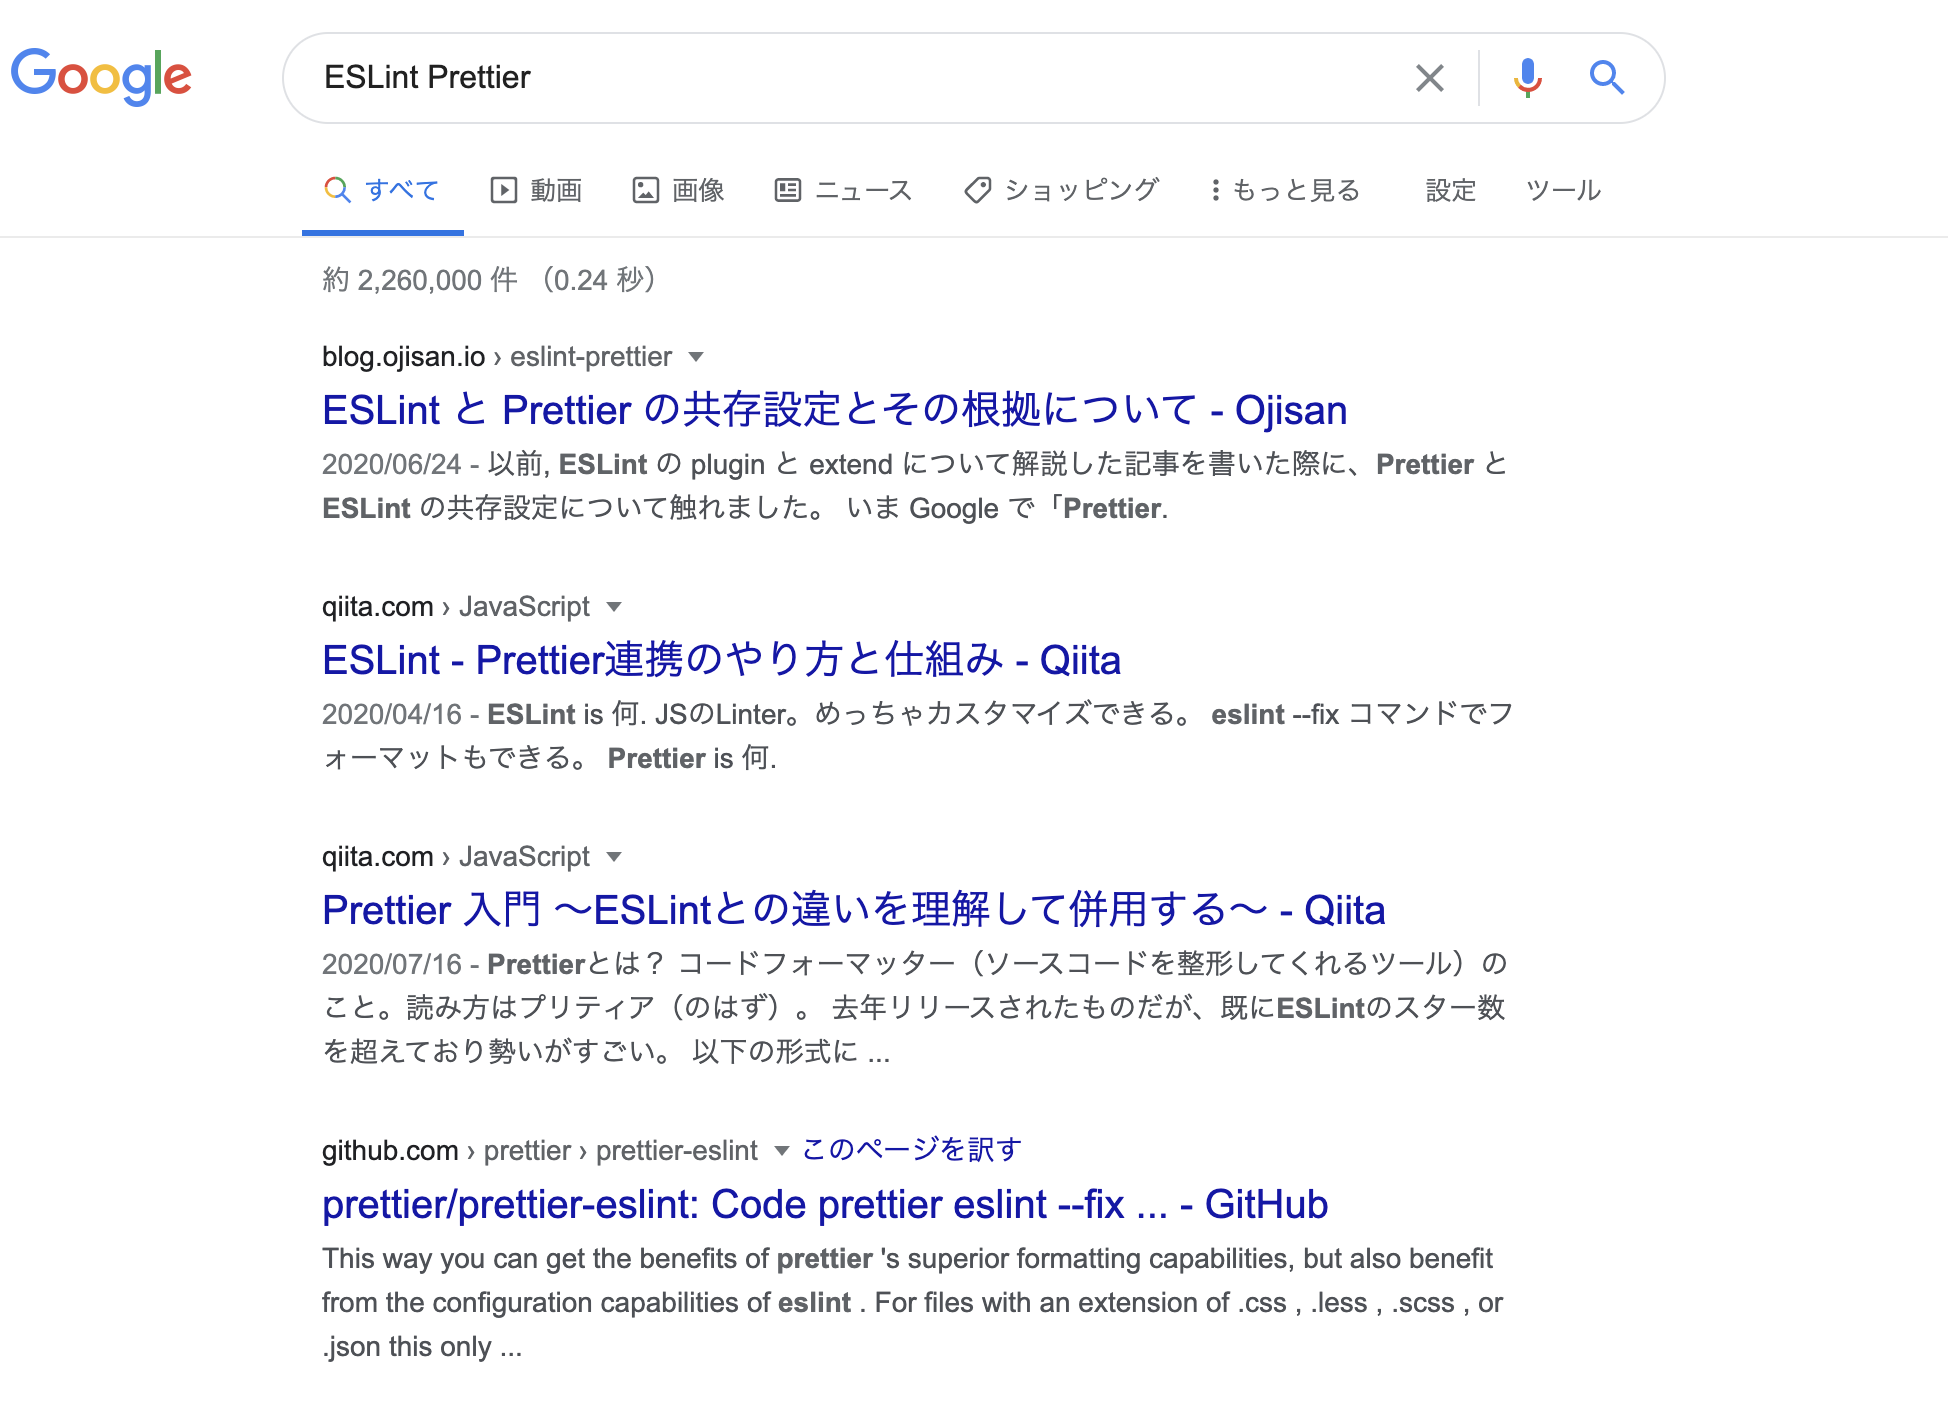 Google
ESLint Prettier
すべて 動画 画像 ニュース ショッピング もっと見る 設定 ツール
約 2,260,000 件 （0.24 秒）
blog.ojisan.io › eslint-prettier
ESLint と Prettier の共存設定とその根拠について - Ojisan
2020/06/24 - 以前, ESLint の plugin と extend について解説した記事を書いた際に、Prettier と
ESLint の共存設定について触れました。 いま Google で「Prettier.
qiita.com › JavaScript
ESLint - Prettier連携のやり方と仕組み - Qiita
2020/04/16 - ESLint is 何. JSのLinter。めっちゃカスタマイズできる。 eslint --fix コマンドでフ
ォーマットもできる。 Prettier is 何.
qiita.com › JavaScript
Prettier 入門 ～ESLintとの違いを理解して併用する～ - Qiita
2020/07/16 - Prettierとは？ コードフォーマッター（ソースコードを整形してくれるツール）の
こと。読み方はプリティア（のはず）。 去年リリースされたものだが、既にESLintのスター数
を超えており勢いがすごい。 以下の形式に ...
github.com › prettier › prettier-eslint このページを訳す
prettier/prettier-eslint: Code prettier eslint --fix ... - GitHub
This way you can get the benefits of prettier 's superior formatting capabilities, but also benefit
from the configuration capabilities of eslint . For files with an extension of .css , .less , .scss , or
.json this only ...